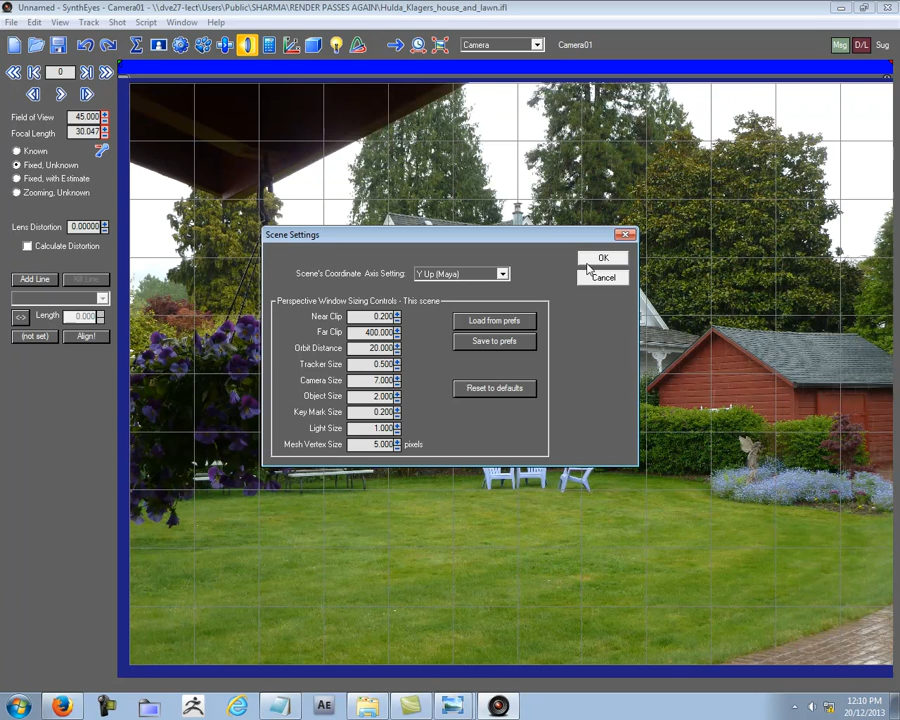 Unnamed - SynthEyes - Camera01 - \\dve27-lect\Users\Public\SHARMA\RENDER PASSES AGAIN\Hulda_Klagers_house_and_lawn.ifl
File Edit View Track Shot Script Window Help
Camera Camera01 Msg D/L Sug
0
Field of View 45.000
Focal Length 30.047
Known
Fixed, Unknown
Fixed, with Estimate
Zooming, Unknown
Lens Distortion 0.00000
Calculate Distortion
Add Line Kill Line
<-> Length 0.000
(not set) Align!
Scene Settings
OK
Scene's Coordinate Axis Setting: Y Up (Maya)
Cancel
Perspective Window Sizing Controls - This scene
Near Clip 0.200 Load from prefs
Far Clip 400.000
Orbit Distance 20.000 Save to prefs
Tracker Size 0.500
Camera Size 7.000 Reset to defaults
Object Size 2.000
Key Mark Size 0.200
Light Size 1.000
Mesh Vertex Size 5.000 pixels
Ae
12:10 PM
20/12/2013